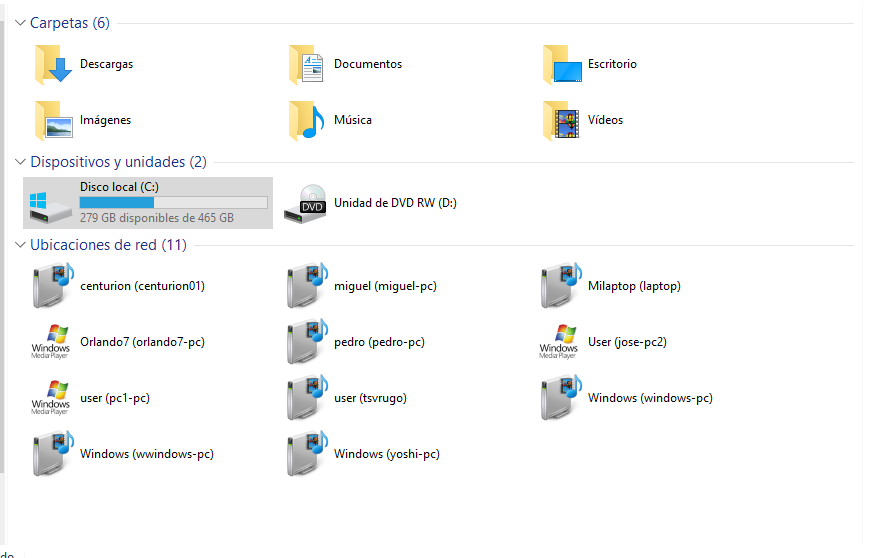 Carpetas (6)
Descargas
Documentos
Escritorio
Imágenes
Música
Vídeos
Dispositivos y unidades (2)
Disco local (C:)
279 GB disponibles de 465 GB
DVD
Unidad de DVD RW (D:)
Ubicaciones de red (11)
centurion (centurion01)
miguel (miguel-pc)
Milaptop (laptop)
Windows
Media Player
Orlando7 (orlando7-pc)
pedro (pedro-pc)
Windows
Media Player
User (jose-pc2)
Windows
Media Player
user (pc1-pc)
user (tsvrugo)
Windows (windows-pc)
Windows (wwindows-pc)
Windows (yoshi-pc)